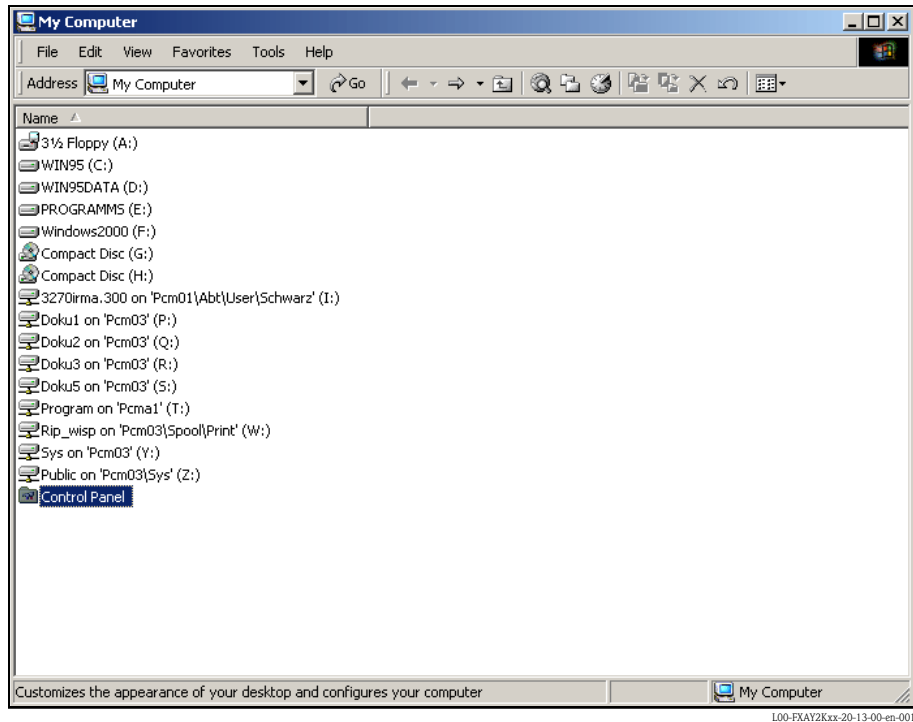 My Computer
File Edit View Favorites Tools Help
Address My Computer Go
Name
3½ Floppy (A:)
WIN95 (C:)
WIN95DATA (D:)
PROGRAMMS (E:)
Windows2000 (F:)
Compact Disc (G:)
Compact Disc (H:)
3270irma.300 on 'Pcm01\Abt\User\Schwarz' (I:)
Doku1 on 'Pcm03' (P:)
Doku2 on 'Pcm03' (Q:)
Doku3 on 'Pcm03' (R:)
Doku5 on 'Pcm03' (S:)
Program on 'Pcma1' (T:)
Rip_wisp on 'Pcm03\Spool\Print' (W:)
Sys on 'Pcm03' (Y:)
Public on 'Pcm03\Sys' (Z:)
Control Panel
Customizes the appearance of your desktop and configures your computer My Computer
L00-FXAY2Kxx-20-13-00-en-001